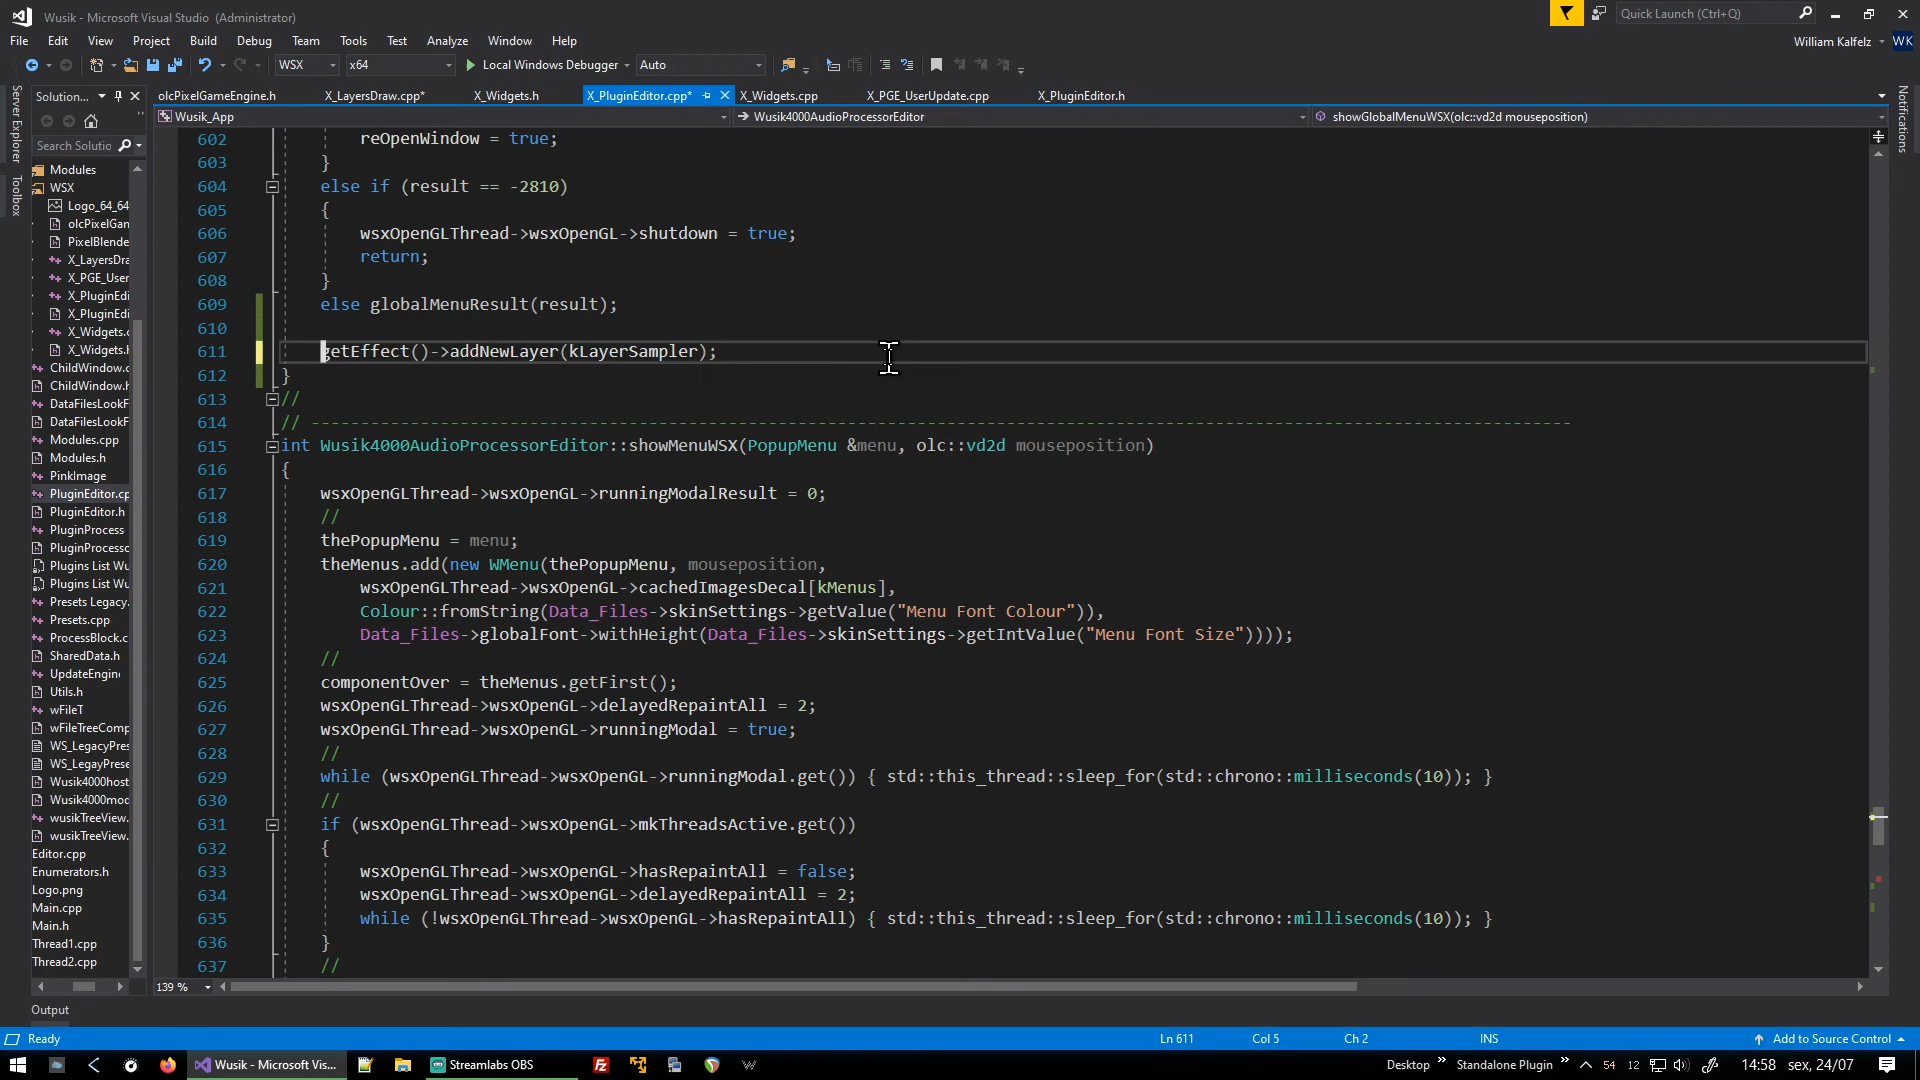 Wusik - Microsoft Visual Studio (Administrator)
Quick Launch (Ctrl+Q)
File Edit View Project Build Debug Team Tools Test Analyze Window Help
William Kalfelz WK
WSX x64 Local Windows Debugger Auto
Server Explorer
Toolbox
Notifications
Solution...
Search Solutio
olcPixelGameEngine.h X_LayersDraw.cpp* X_Widgets.h X_PluginEditor.cpp* X_Widgets.cpp X_PGE_UserUpdate.cpp X_PluginEditor.h
Wusik_App Wusik4000AudioProcessorEditor showGlobalMenuWSX(olc::vd2d mouseposition)
Modules
WSX
Logo_64_64
olcPixelGan
PixelBlende
X_LayersDra
X_PGE_User
X_PluginEdi
X_PluginEdi
X_Widgets.c
X_Widgets.h
ChildWindow.c
ChildWindow.h
DataFilesLookF
DataFilesLookF
Modules.cpp
Modules.h
PinkImage
PluginEditor.cp
PluginEditor.h
PluginProcess
PluginProcessc
Plugins List Wu
Plugins List Wu
Presets Legacy.
Presets.cpp
ProcessBlock.c
SharedData.h
UpdateEngine
Utils.h
wFileT
wFileTreeComp
WS_LegacyPres
WS_LegayPrese
Wusik4000host
Wusik4000moc
wusikTreeView.
wusikTreeView.
Editor.cpp
Enumerators.h
Logo.png
Main.cpp
Main.h
Thread1.cpp
Thread2.cpp
602 reOpenWindow = true;
603 }
604 else if (result == -2810)
605 {
606 wsxOpenGLThread->wsxOpenGL->shutdown = true;
607 return;
608 }
609 else globalMenuResult(result);
610
611 getEffect()->addNewLayer(kLayerSampler);
612 }
613 //
614 // --------------------------------------------------------------------------------------------------------------------------------
615 int Wusik4000AudioProcessorEditor::showMenuWSX(PopupMenu &menu, olc::vd2d mouseposition)
616 {
617 wsxOpenGLThread->wsxOpenGL->runningModalResult = 0;
618 //
619 thePopupMenu = menu;
620 theMenus.add(new WMenu(thePopupMenu, mouseposition,
621 wsxOpenGLThread->wsxOpenGL->cachedImagesDecal[kMenus],
622 Colour::fromString(Data_Files->skinSettings->getValue("Menu Font Colour")),
623 Data_Files->globalFont->withHeight(Data_Files->skinSettings->getIntValue("Menu Font Size"))));
624 //
625 componentOver = theMenus.getFirst();
626 wsxOpenGLThread->wsxOpenGL->delayedRepaintAll = 2;
627 wsxOpenGLThread->wsxOpenGL->runningModal = true;
628 //
629 while (wsxOpenGLThread->wsxOpenGL->runningModal.get()) { std::this_thread::sleep_for(std::chrono::milliseconds(10)); }
630 //
631 if (wsxOpenGLThread->wsxOpenGL->mkThreadsActive.get())
632 {
633 wsxOpenGLThread->wsxOpenGL->hasRepaintAll = false;
634 wsxOpenGLThread->wsxOpenGL->delayedRepaintAll = 2;
635 while (!wsxOpenGLThread->wsxOpenGL->hasRepaintAll) { std::this_thread::sleep_for(std::chrono::milliseconds(10)); }
636 }
637 //
139 %
Output
Ready Ln 611 Col 5 Ch 2 INS Add to Source Control
Wusik - Microsoft Vis... Streamlabs OBS Desktop Standalone Plugin 54 12 14:58 sex, 24/07